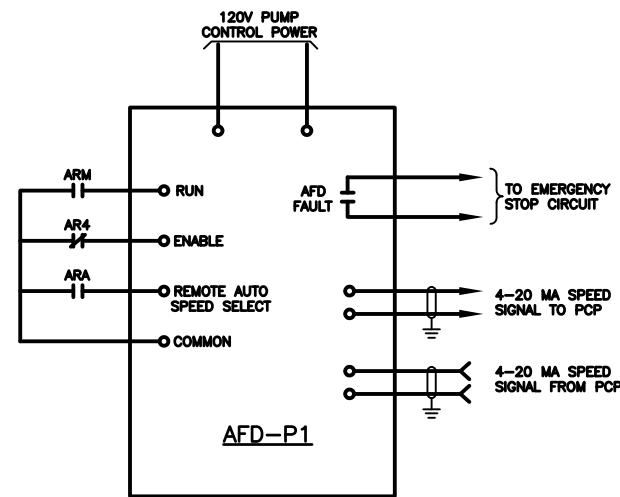 120V PUMP
CONTROL POWER
ARM
RUN
AR4
ENABLE
ARA
REMOTE AUTO
SPEED SELECT
COMMON
AFD
FAULT
TO EMERGENCY
STOP CIRCUIT
4-20 MA SPEED
SIGNAL TO PCP
4-20 MA SPEED
SIGNAL FROM PCP
AFD-P1